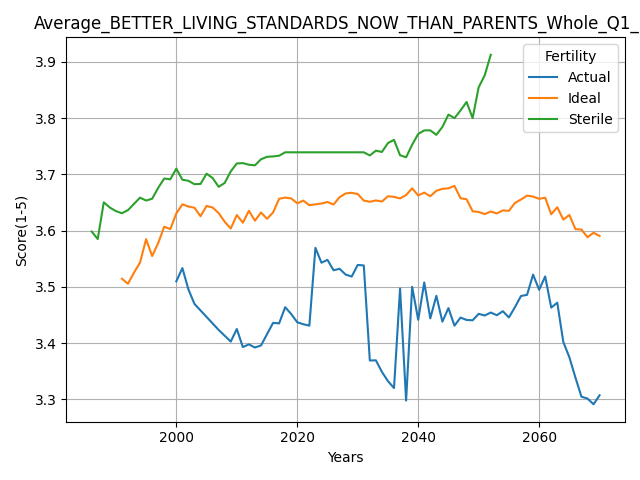 Average_BETTER_LIVING_STANDARDS_NOW_THAN_PARENTS_Whole_Q1_
Fertility
Actual
Ideal
Sterile
Score(1-5)
3.9
3.8
3.7
3.6
3.5
3.4
3.3
2000 2020 2040 2060
Years